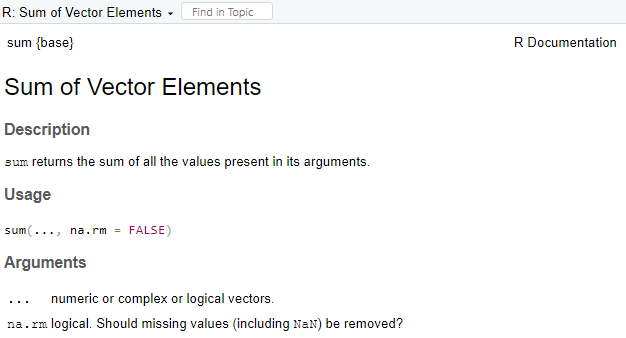 R: Sum of Vector Elements
Find in Topic
sum {base}
R Documentation
Sum of Vector Elements
Description
sum returns the sum of all the values present in its arguments.
Usage
sum(..., na.rm = FALSE)
Arguments
... numeric or complex or logical vectors.
na.rm logical. Should missing values (including NaN) be removed?